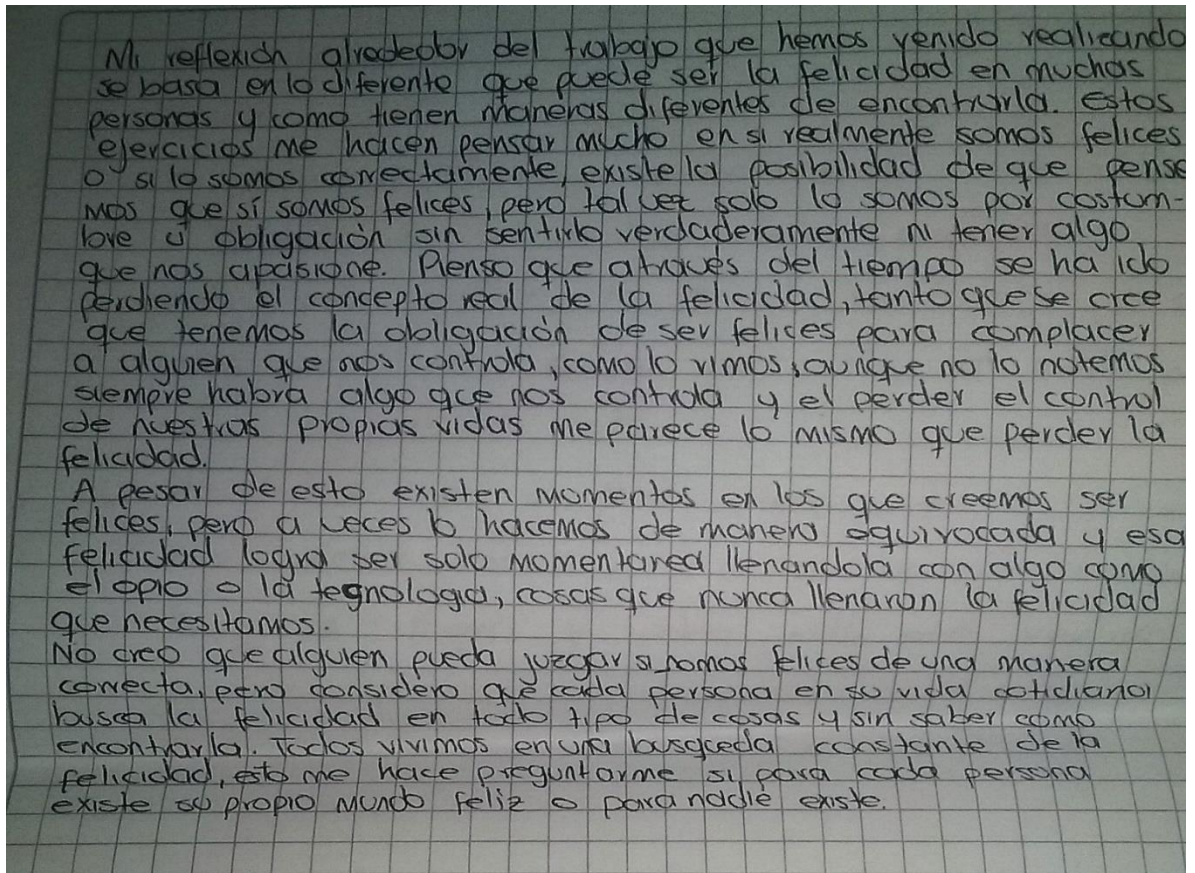 Mi reflexión alrededor del trabajo que hemos venido realizando
se basa en lo diferente que puede ser la felicidad en muchas
personas y como tienen maneras diferentes de encontrarla. Estos
ejercicios me hacen pensar mucho en si realmente somos felices
o si lo somos correctamente, existe la posibilidad de que pense
mos que si somos felices, pero tal vez solo lo somos por costum-
bre u obligación sin sentirlo verdaderamente ni tener algo
que nos apasione. Pienso que a través del tiempo se ha ido
perdiendo el concepto real de la felicidad, tanto que se cree
que tenemos la obligación de ser felices para complacer
a alguien que nos controla, como lo vimos, aunque no lo notemos
siempre habra algo que nos controla y el perder el control
de nuestras propias vidas me parece lo mismo que perder la
felicidad.
A pesar de esto existen momentos en los que creemos ser
felices, pero a veces lo hacemos de manera equivocada y esa
felicidad logra ser solo momentanea llenandola con algo como
el opio o la tegnologia, cosas que nunca llenaran la felicidad
que necesitamos.
No creo que alguien pueda juzgar si somos felices de una manera
correcta, pero considero que cada persona en su vida cotidiana
busca la felicidad en todo tipo de cosas y sin saber como
encontrarla. Todos vivimos en una busqueda constante de la
felicidad, esto me hace preguntarme si para cada persona
existe su propio mundo feliz o para nadie existe.